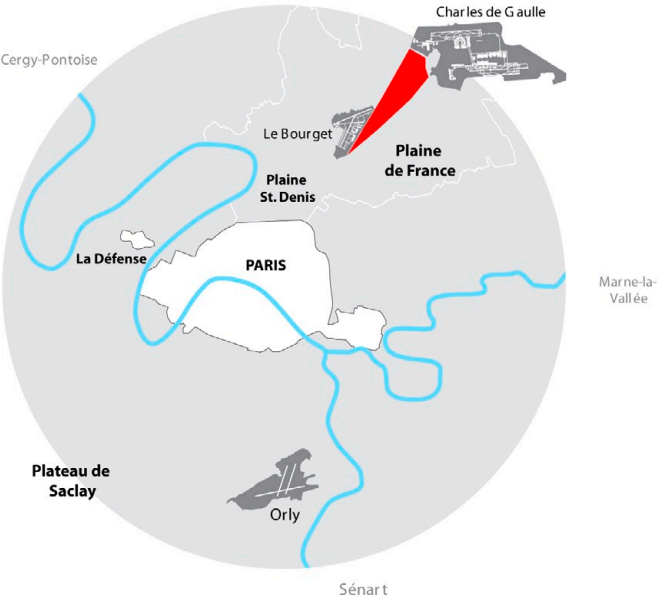 Charles de Gaulle
Cergy-Pontoise
Le Bourget
Plaine
de France
Plaine
St. Denis
La Défense
PARIS
Marne-la-
Vallée
Plateau de
Saclay
Orly
Sénart